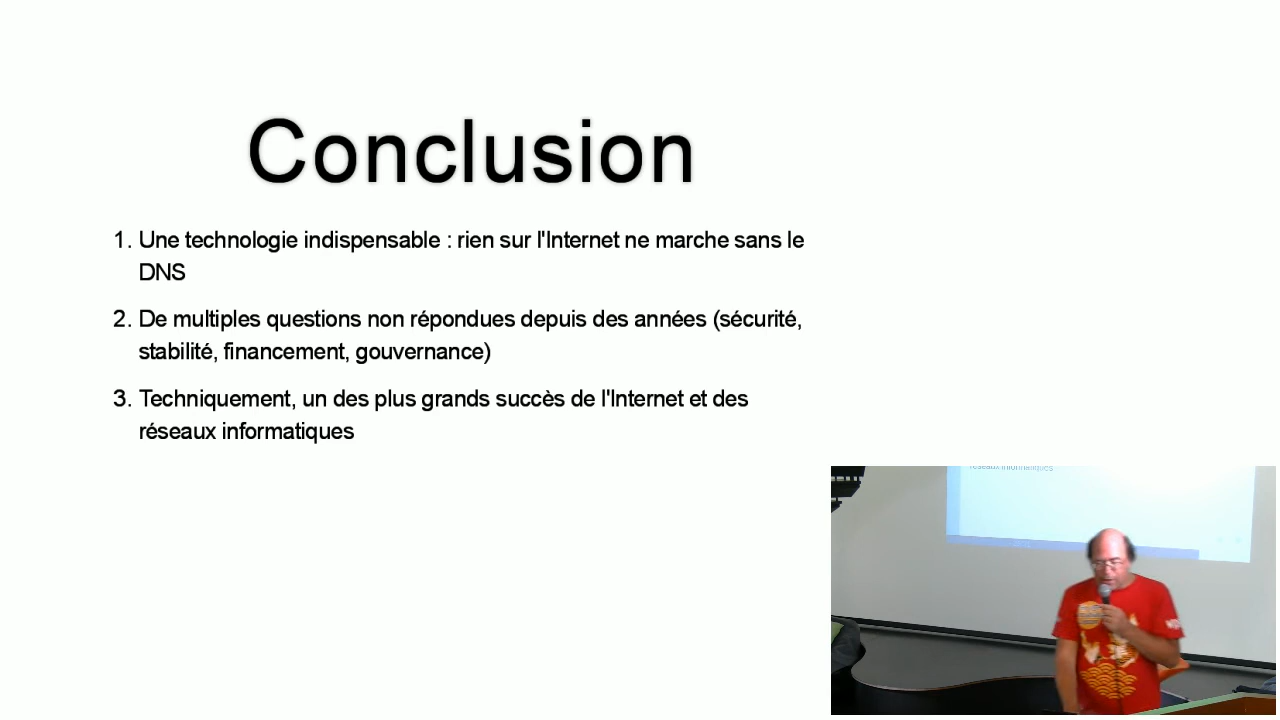 Conclusion
1. Une technologie indispensable : rien sur l'Internet ne marche sans le
DNS
2. De multiples questions non répondues depuis des années (sécurité,
stabilité, financement, gouvernance)
3. Techniquement, un des plus grands succès de l'Internet et des
réseaux informatiques
réseaux informatiques